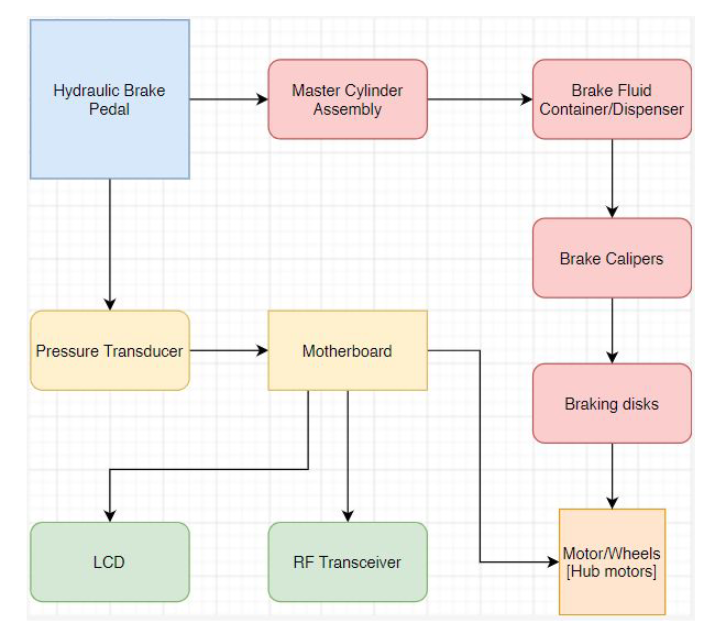 Hydraulic Brake
Pedal
Master Cylinder
Assembly
Brake Fluid
Container/Dispenser
Brake Calipers
Pressure Transducer
Motherboard
Braking disks
LCD
RF Transceiver
Motor/Wheels
[Hub motors]